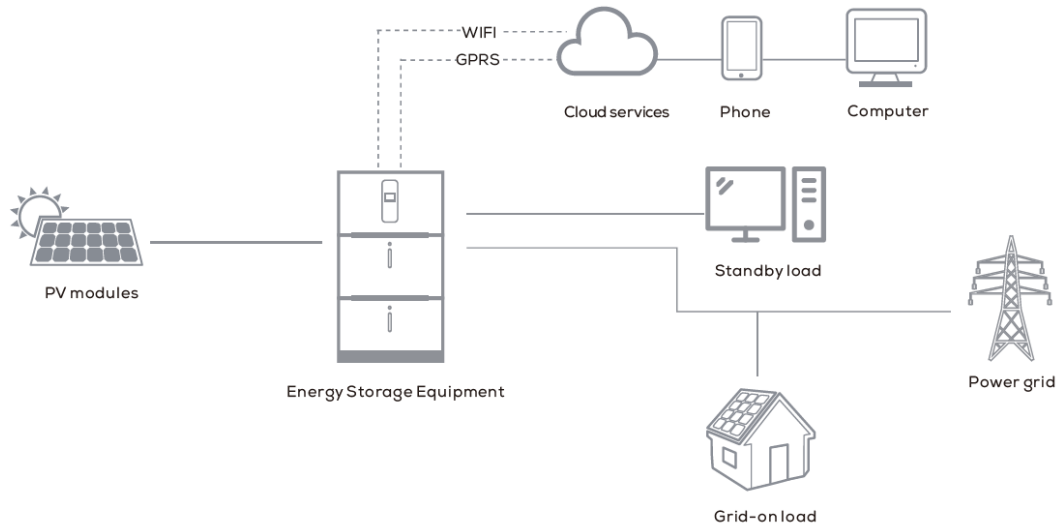 WIFI
GPRS
Cloud services
Phone
Computer
Standby load
PV modules
Energy Storage Equipment
Power grid
Grid-on load